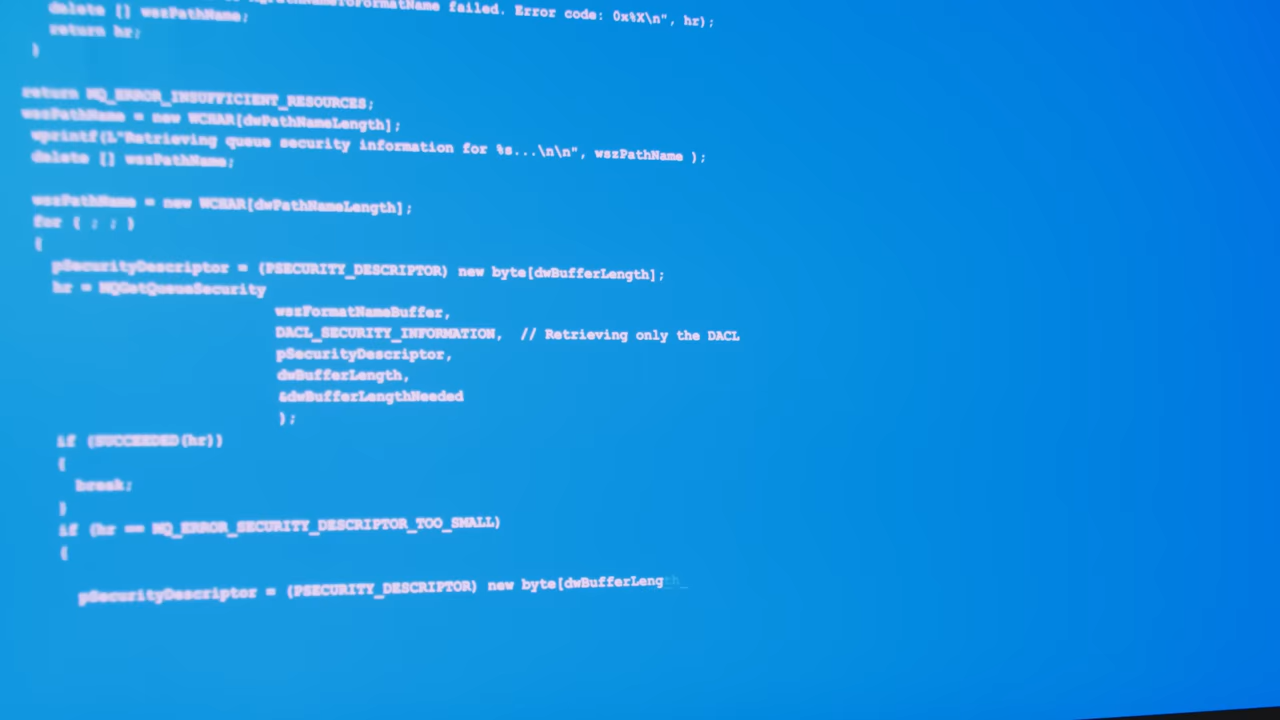 failed. Error code: 0x%X\n", hr);
delete [] wszPathName;
return hr;
}
return MQ_ERROR_INSUFFICIENT_RESOURCES;
wszPathName = new WCHAR[dwPathNameLength];
wprintf(L"Retrieving queue security information for %s...\n\n", wszPathName );
delete [] wszPathName;
wszPathName = new WCHAR[dwPathNameLength];
for ( ; ; )
{
pSecurityDescriptor = (PSECURITY_DESCRIPTOR) new byte[dwBufferLength];
hr = MQGetQueueSecurity
wszFormatNameBuffer,
DACL_SECURITY_INFORMATION, // Retrieving only the DACL
pSecurityDescriptor,
dwBufferLength,
&dwBufferLengthNeeded
);
if (SUCCEEDED(hr))
{
break;
}
if (hr == MQ_ERROR_SECURITY_DESCRIPTOR_TOO_SMALL)
{
pSecurityDescriptor = (PSECURITY_DESCRIPTOR) new byte[dwBufferLength_